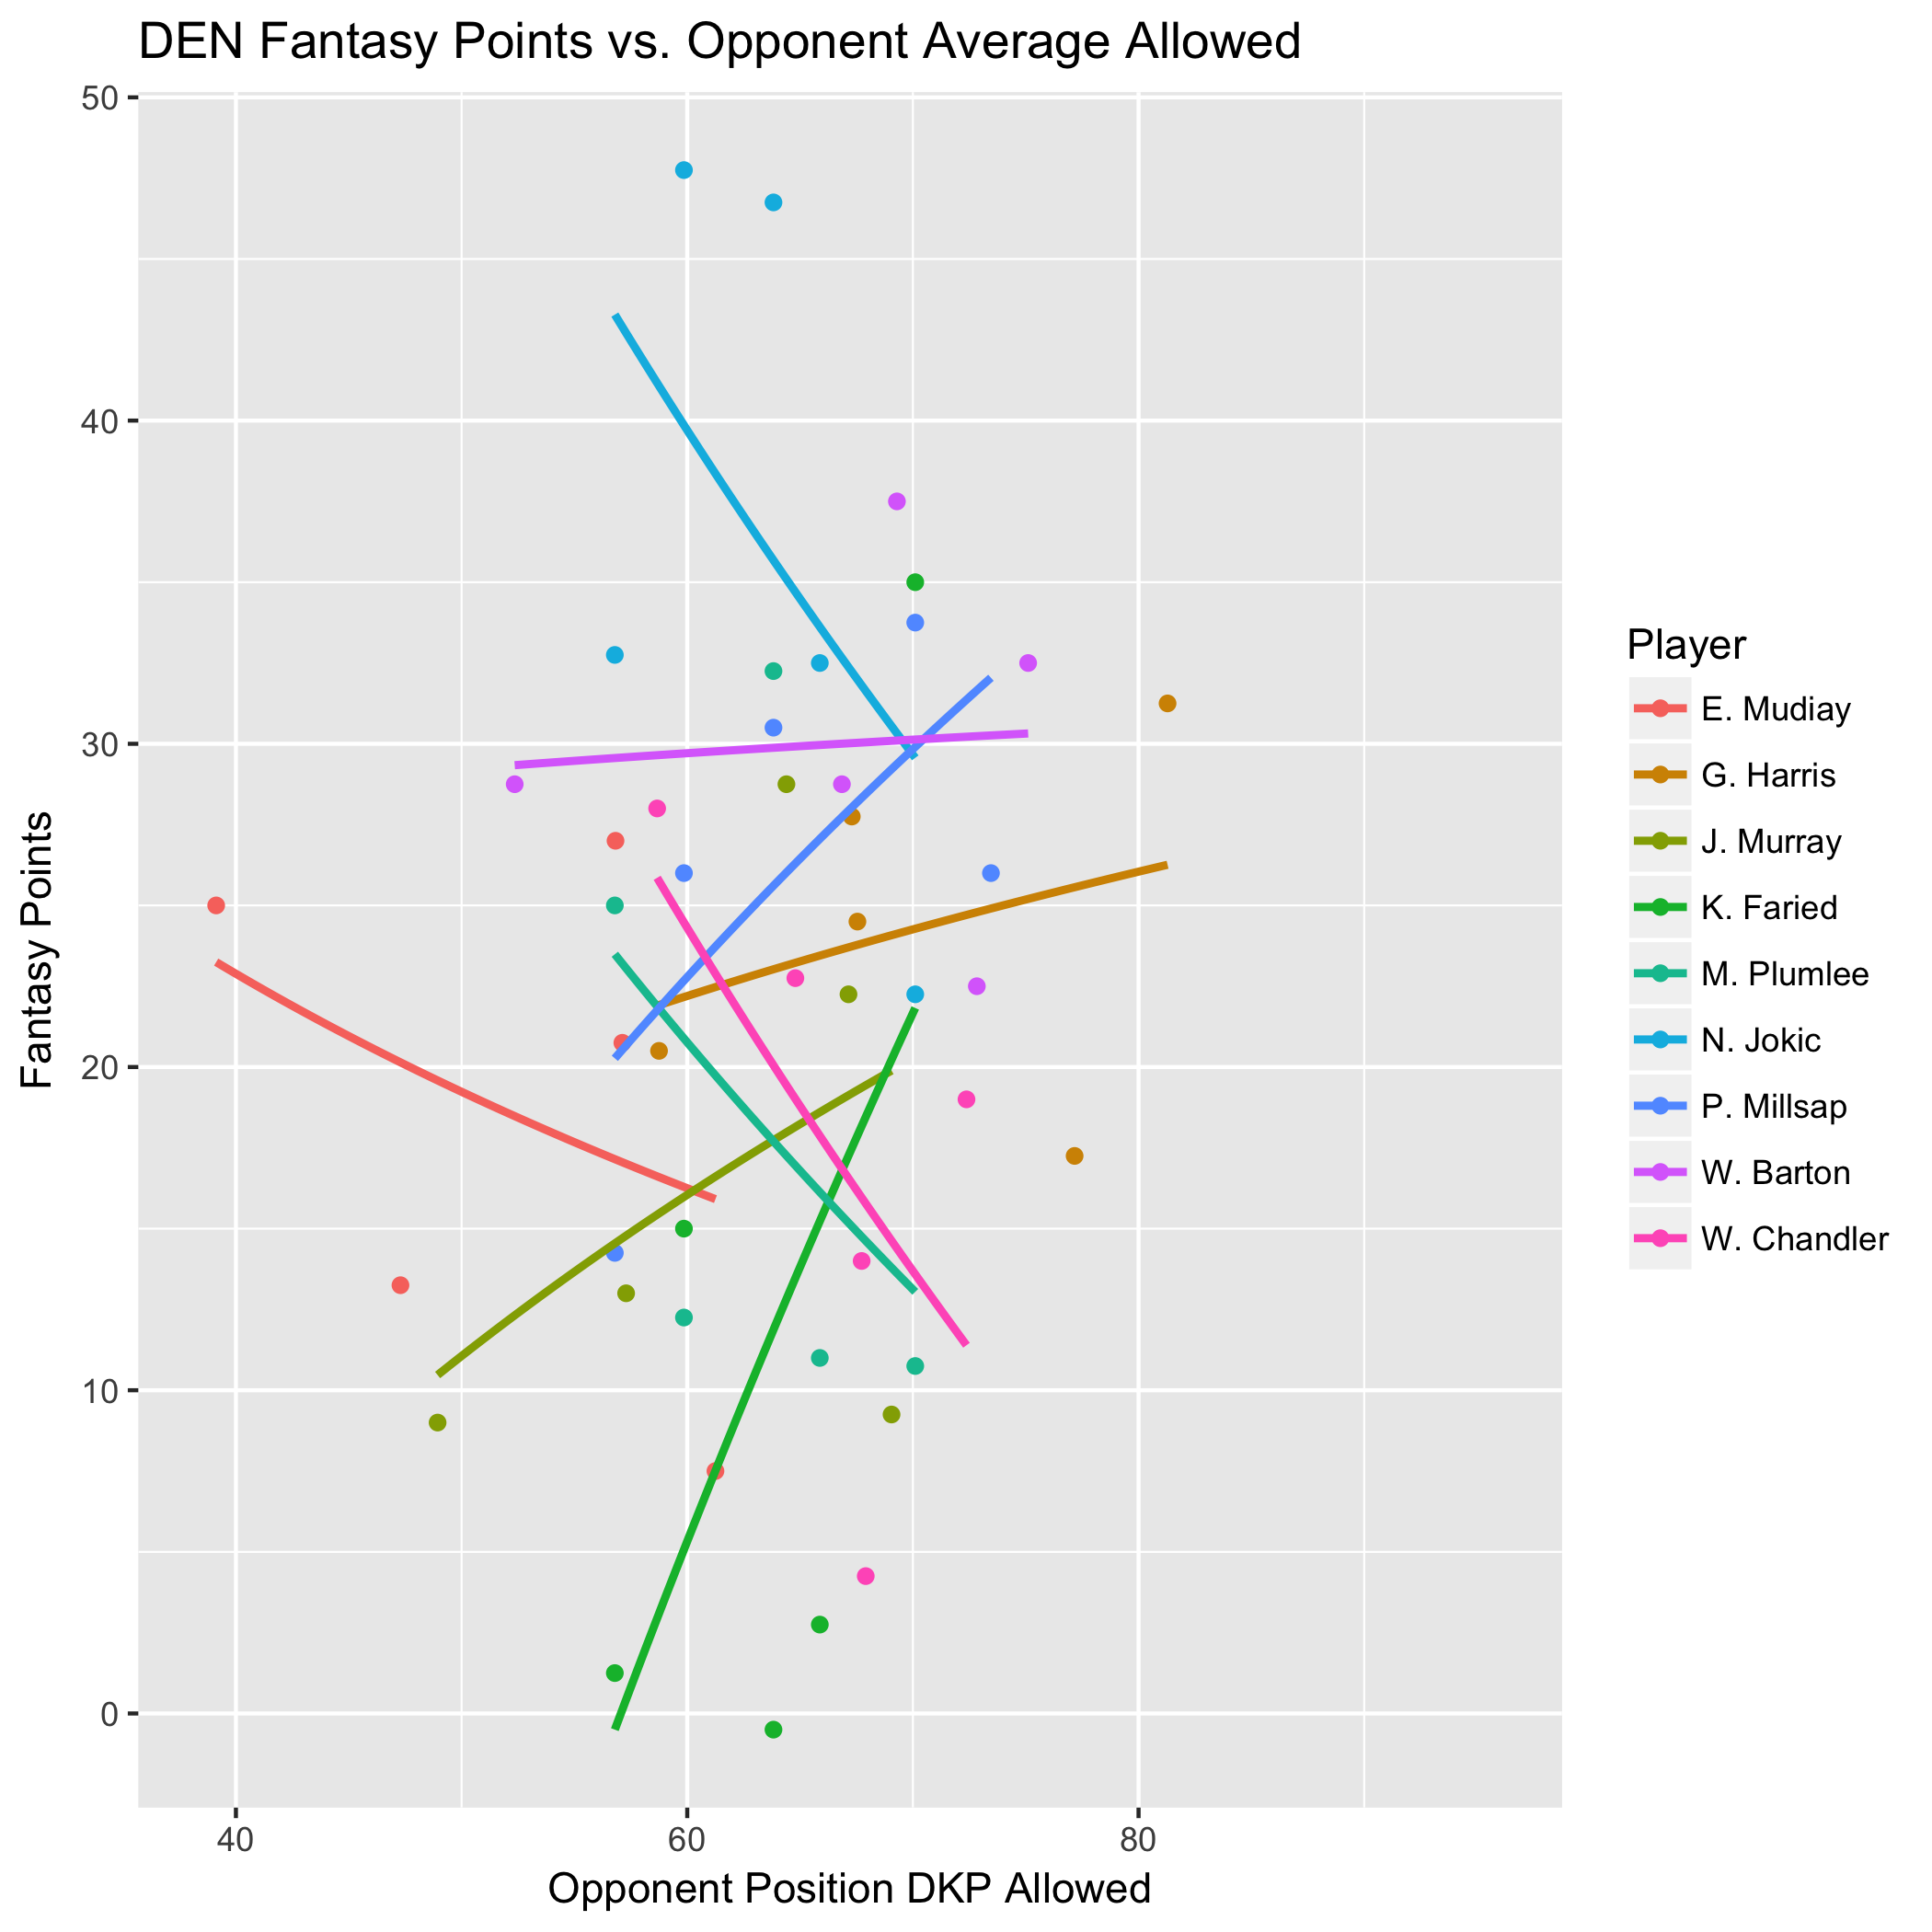 DEN Fantasy Points vs. Opponent Average Allowed
50
40
30
20
10
0
Fantasy Points
40 60 80
Opponent Position DKP Allowed
Player
E. Mudiay
G. Harris
J. Murray
K. Faried
M. Plumlee
N. Jokic
P. Millsap
W. Barton
W. Chandler